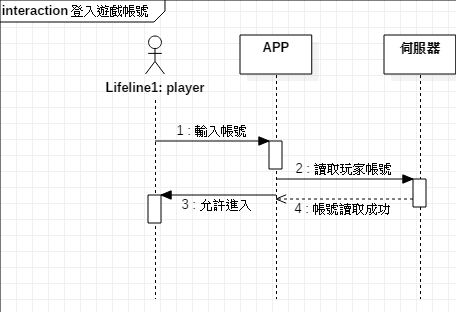 interaction 登入遊戲帳號
APP
伺服器
Lifeline1: player
1 : 輸入帳號
2 : 讀取玩家帳號
3 : 允許進入
4 : 帳號讀取成功